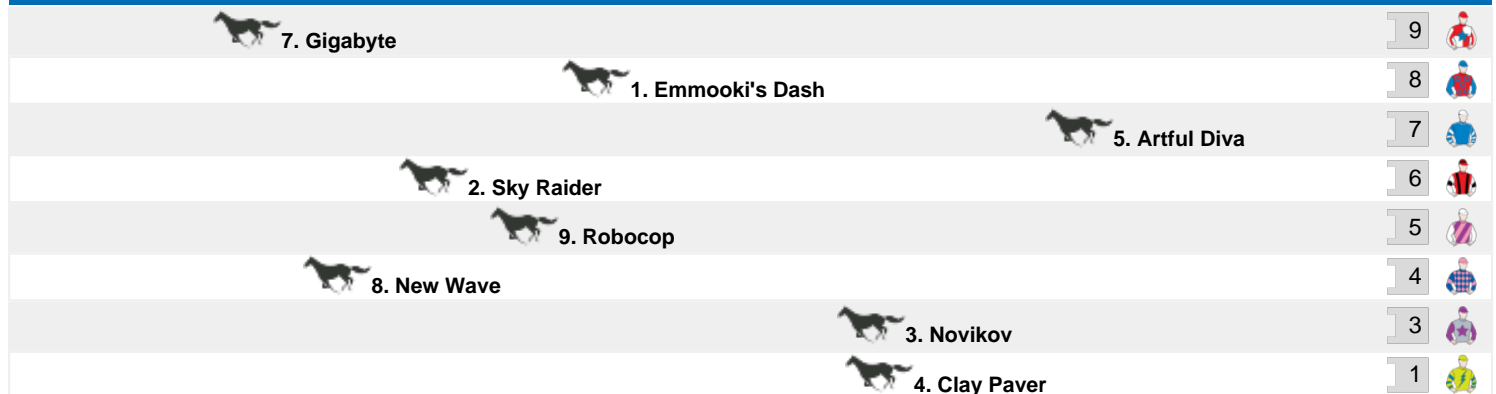 7. Gigabyte 9
1. Emmooki's Dash 8
5. Artful Diva 7
2. Sky Raider 6
9. Robocop 5
8. New Wave 4
3. Novikov 3
4. Clay Paver 1